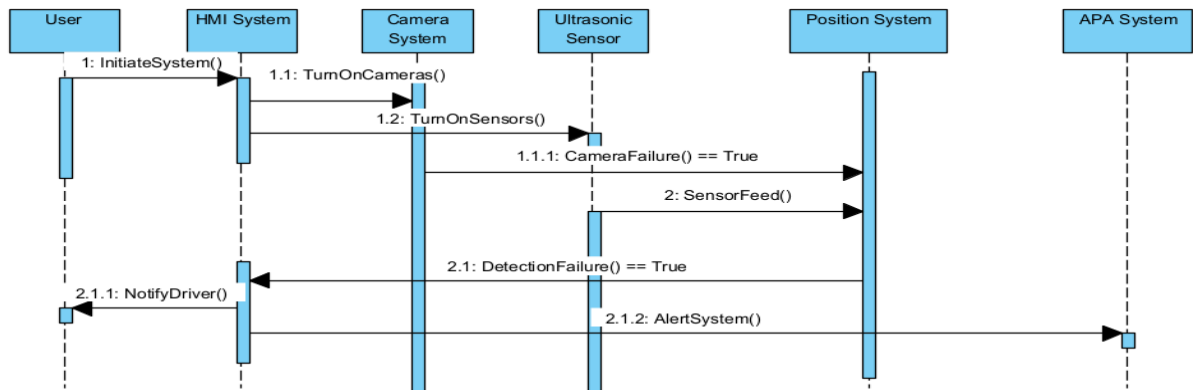 User
HMI System
Camera
System
Ultrasonic
Sensor
Position System
APA System
1: InitiateSystem()
1.1: TurnOnCameras()
1.2: TurnOnSensors()
1.1.1: CameraFailure() == True
2: SensorFeed()
2.1: DetectionFailure() == True
2.1.1: NotifyDriver()
2.1.2: AlertSystem()